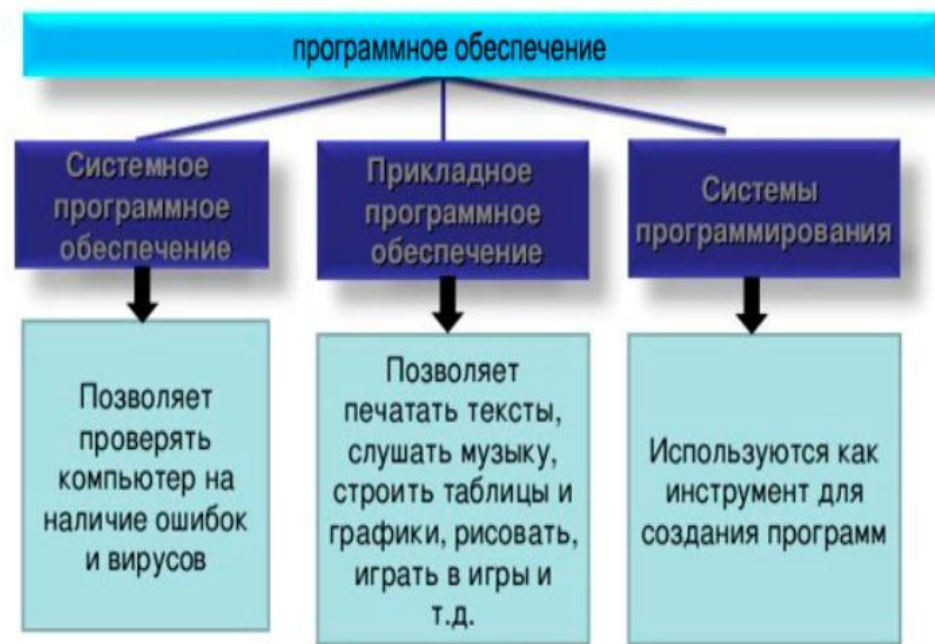 программное обеспечение
Системное
программное
обеспечение
Прикладное
программное
обеспечение
Системы
программирования
Позволяет
проверять
компьютер на
наличие ошибок
и вирусов
Позволяет
печатать тексты,
слушать музыку,
строить таблицы и
графики, рисовать,
играть в игры и
т.д.
Используются как
инструмент для
создания программ